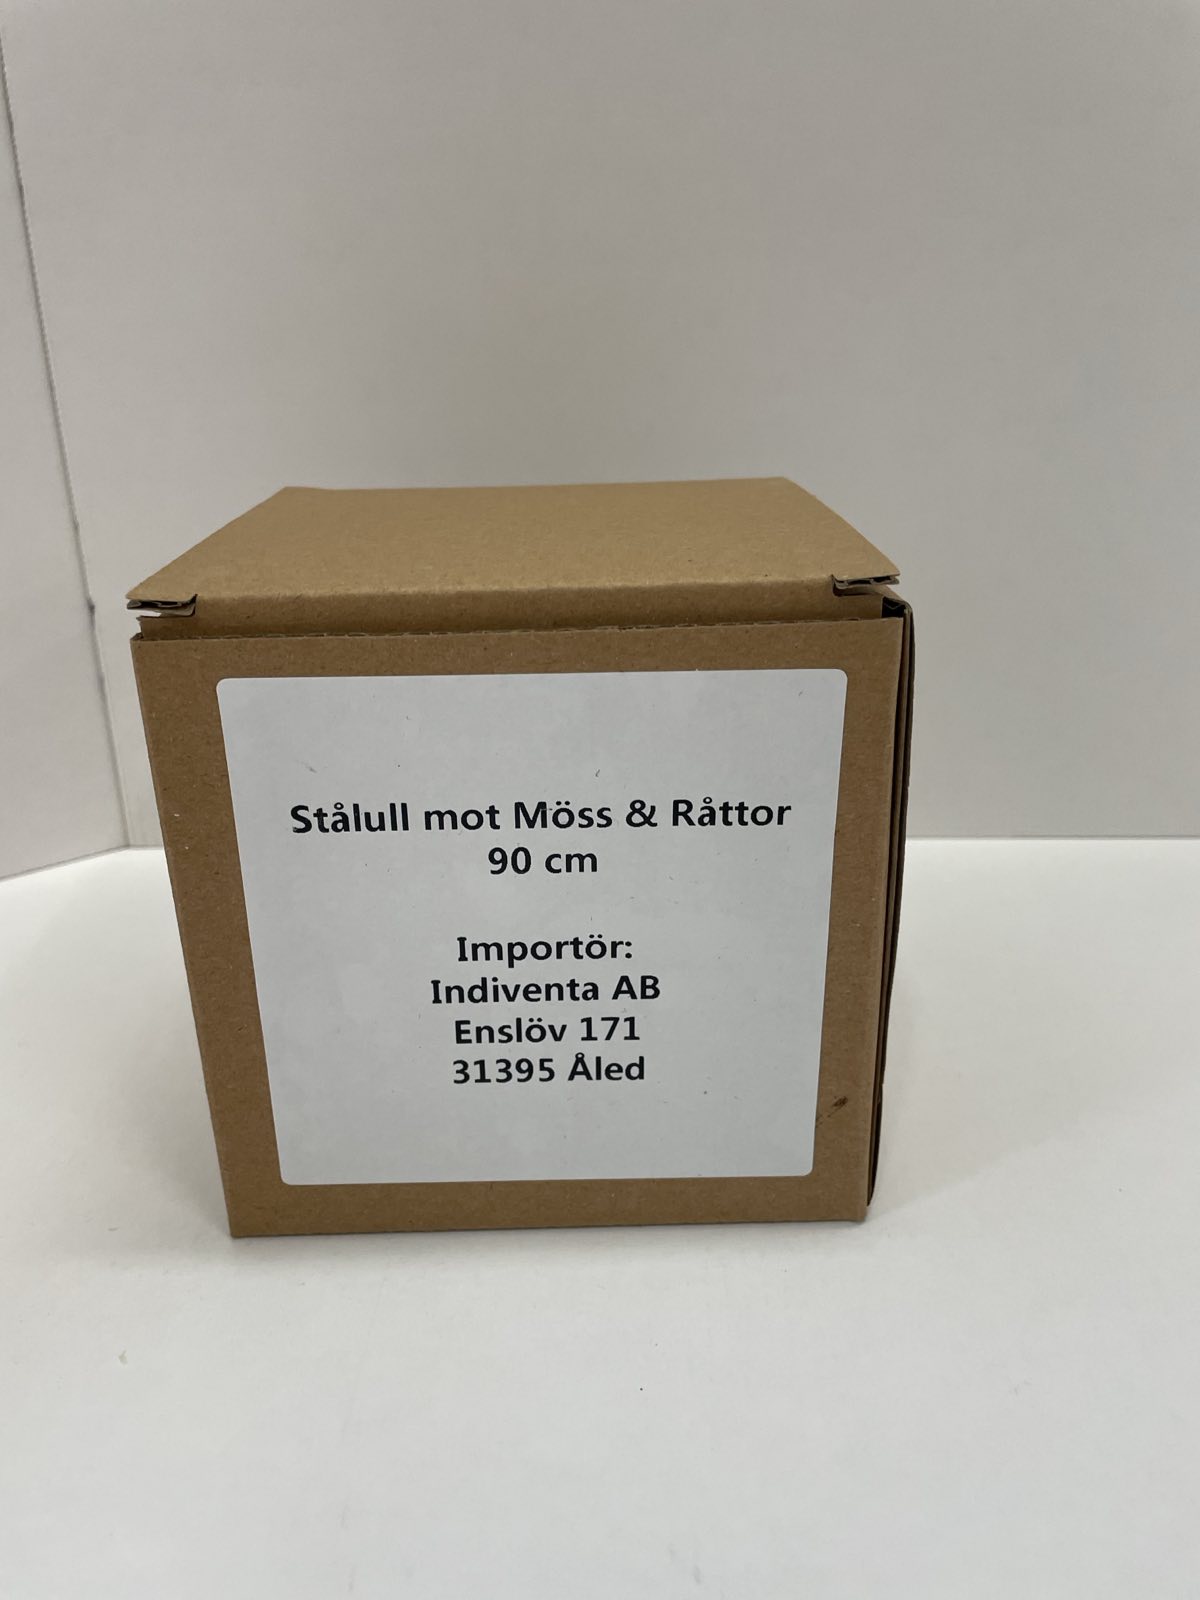 Stålull mot Möss & Råttor
90 cm
Importör:
Indiventa AB
Enslöv 171
31395 Åled